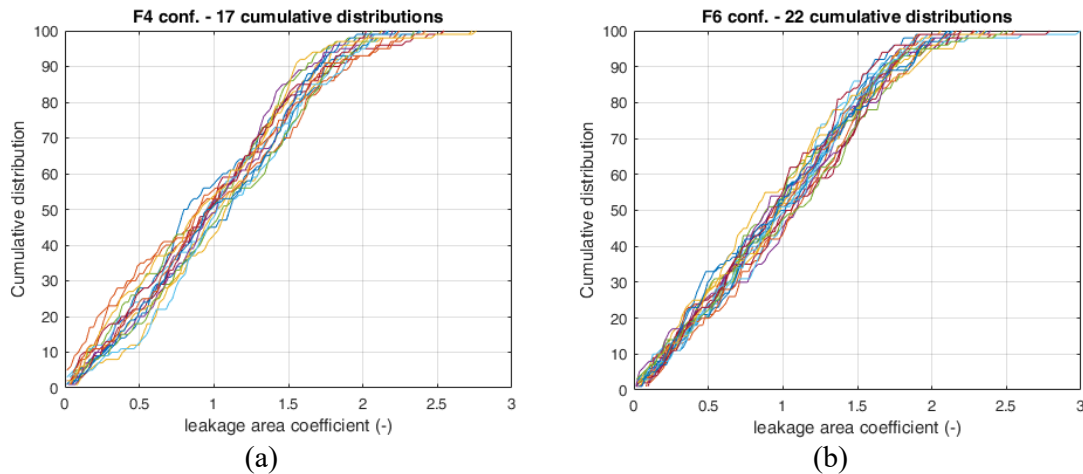 F4 conf. - 17 cumulative distributions
Cumulative distribution
100
90
80
70
60
50
40
30
20
10
0
0 0.5 1 1.5 2 2.5 3
leakage area coefficient (-)
(a)
F6 conf. - 22 cumulative distributions
Cumulative distribution
100
90
80
70
60
50
40
30
20
10
0
0 0.5 1 1.5 2 2.5 3
leakage area coefficient (-)
(b)